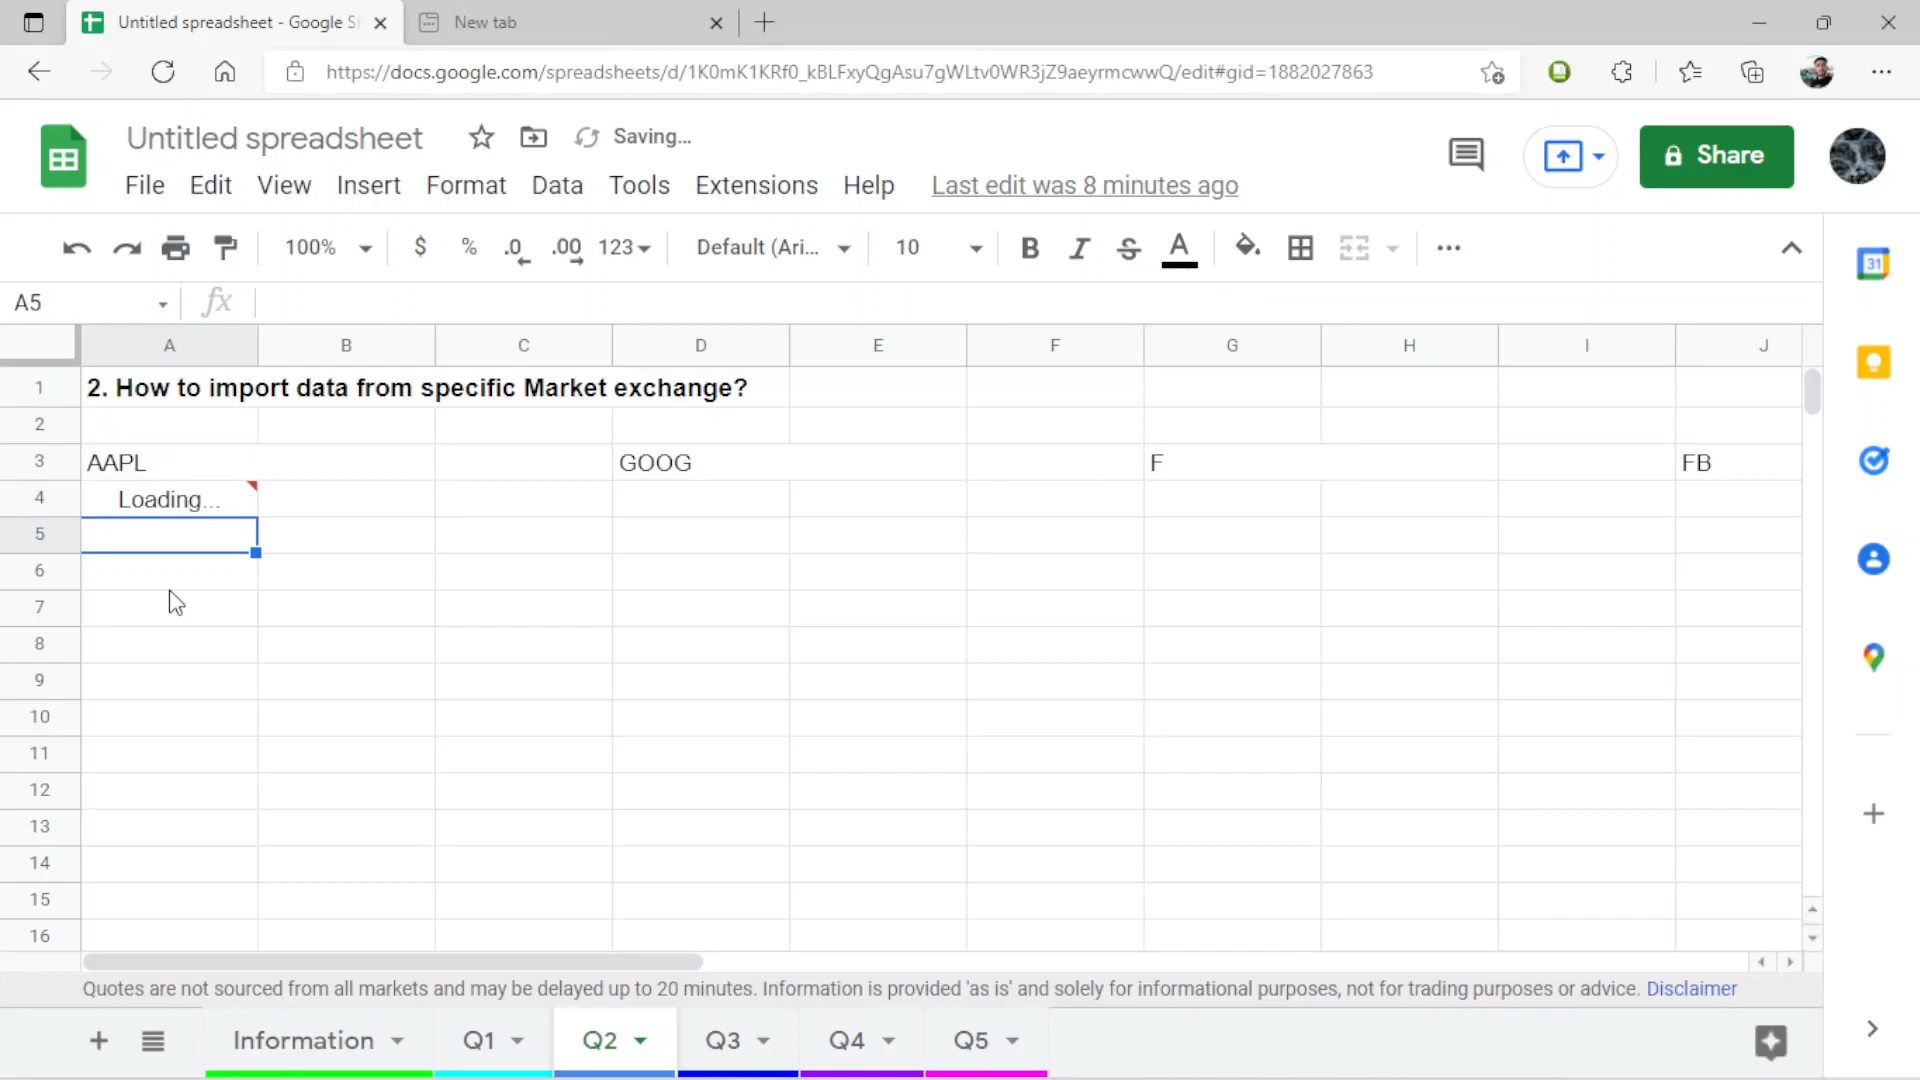 Untitled spreadsheet - Google S
New tab
https://docs.google.com/spreadsheets/d/1K0mK1KRf0_kBLFxyQgAsu7gWLtv0WR3jZ9aeyrmcwwQ/edit#gid=1882027863
Untitled spreadsheet
Saving...
Share
File Edit View Insert Format Data Tools Extensions Help Last edit was 8 minutes ago
100% $ % .0 .00 123 Default (Ari... 10 B I S A
31
A5 fx
A B C D E F G H I J
1 2. How to import data from specific Market exchange?
2
3 AAPL GOOG F FB
4 Loading...
5
6
7
8
9
10
11
12
13
14
15
16
Quotes are not sourced from all markets and may be delayed up to 20 minutes. Information is provided 'as is' and solely for informational purposes, not for trading purposes or advice. Disclaimer
Information Q1 Q2 Q3 Q4 Q5